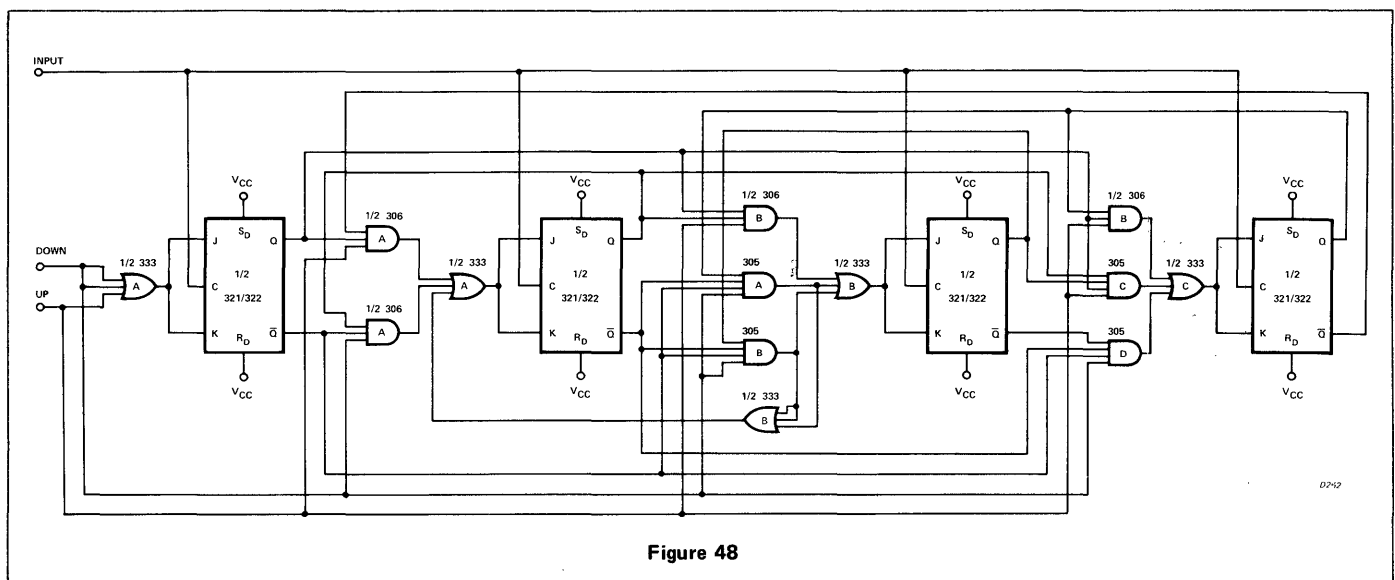 INPUT
DOWN
UP
1/2 333
A
V_CC
S_D
J Q
1/2
C 321/322
K R_D Q̅
V_CC
1/2 306
A
1/2 306
A
1/2 333
A
V_CC
S_D
J Q
1/2
C 321/322
K R_D Q̅
V_CC
1/2 306
B
305
A
305
B
1/2 333
B
1/2 333
B
V_CC
S_D
J Q
1/2
C 321/322
K R_D Q̅
V_CC
1/2 306
B
305
C
305
D
1/2 333
C
V_CC
S_D
J Q
1/2
C 321/322
K R_D Q̅
V_CC
Figure 48